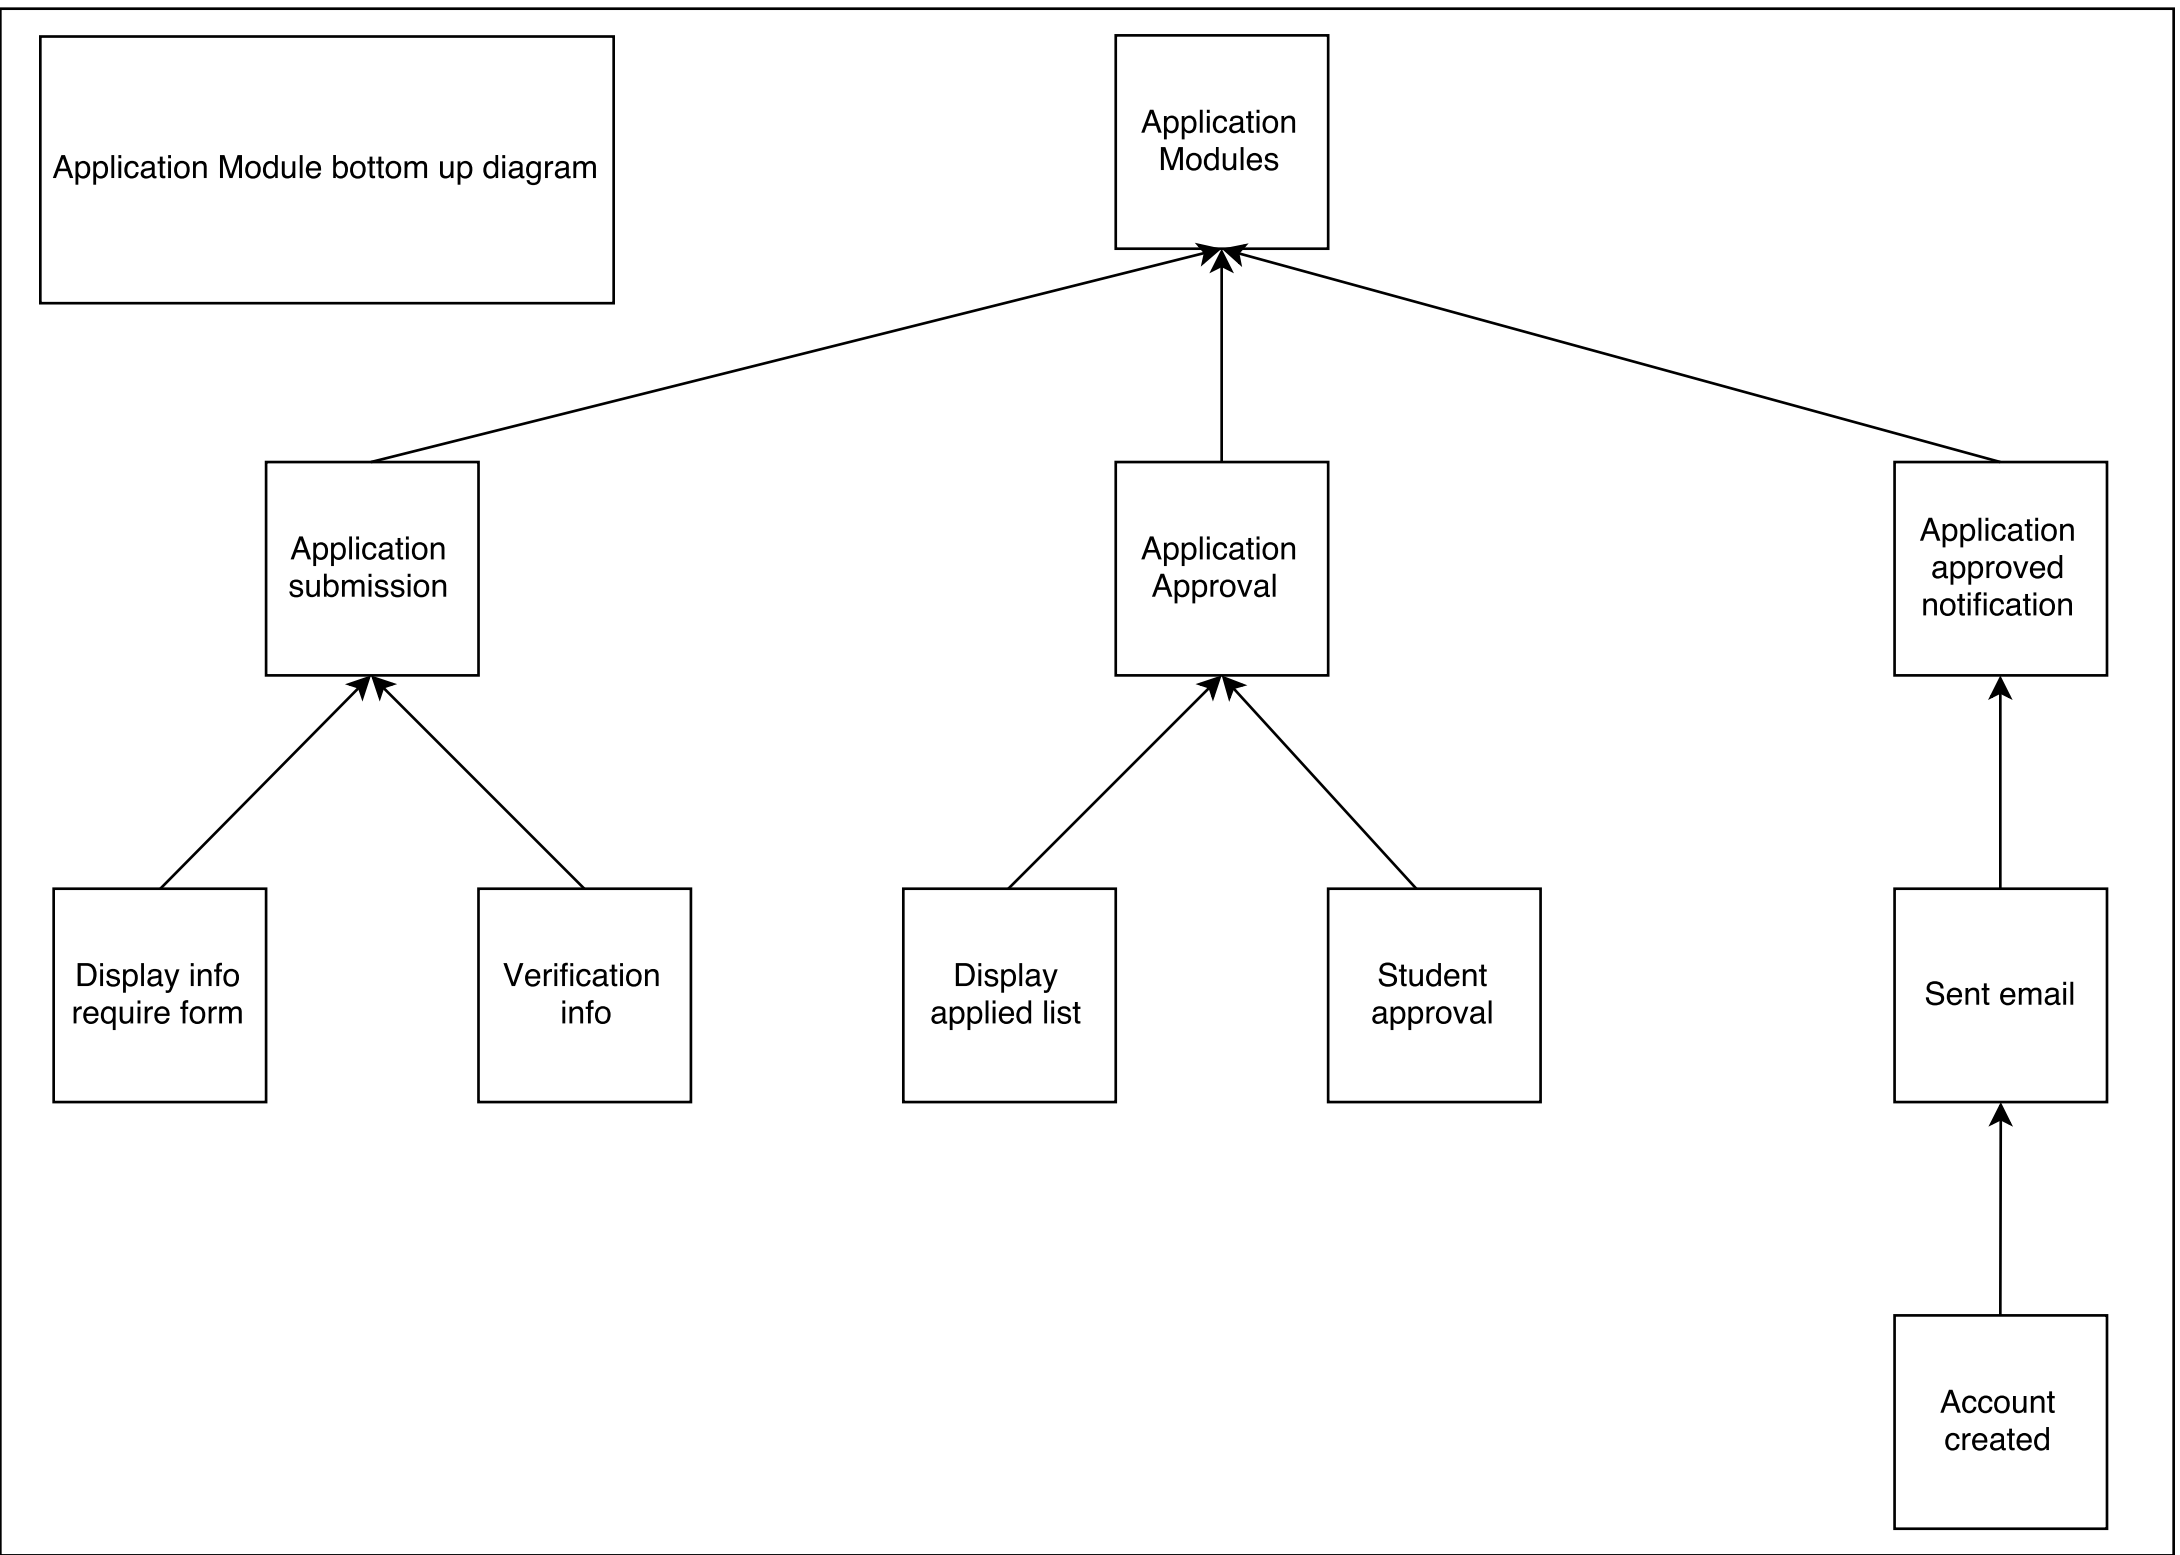 Application Module bottom up diagram
Application
Modules
Application
submission
Application
Approval
Application
approved
notification
Display info
require form
Verification
info
Display
applied list
Student
approval
Sent email
Account
created